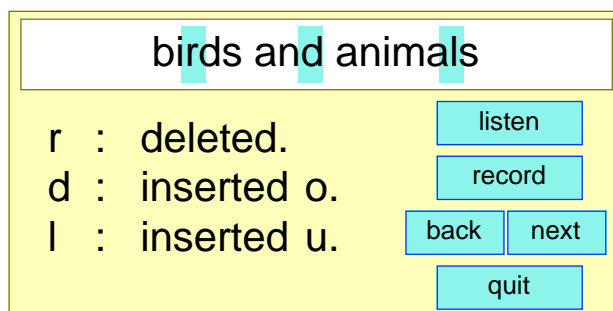 birds and animals
r : deleted.
d : inserted o.
l : inserted u.
listen
record
back next
quit